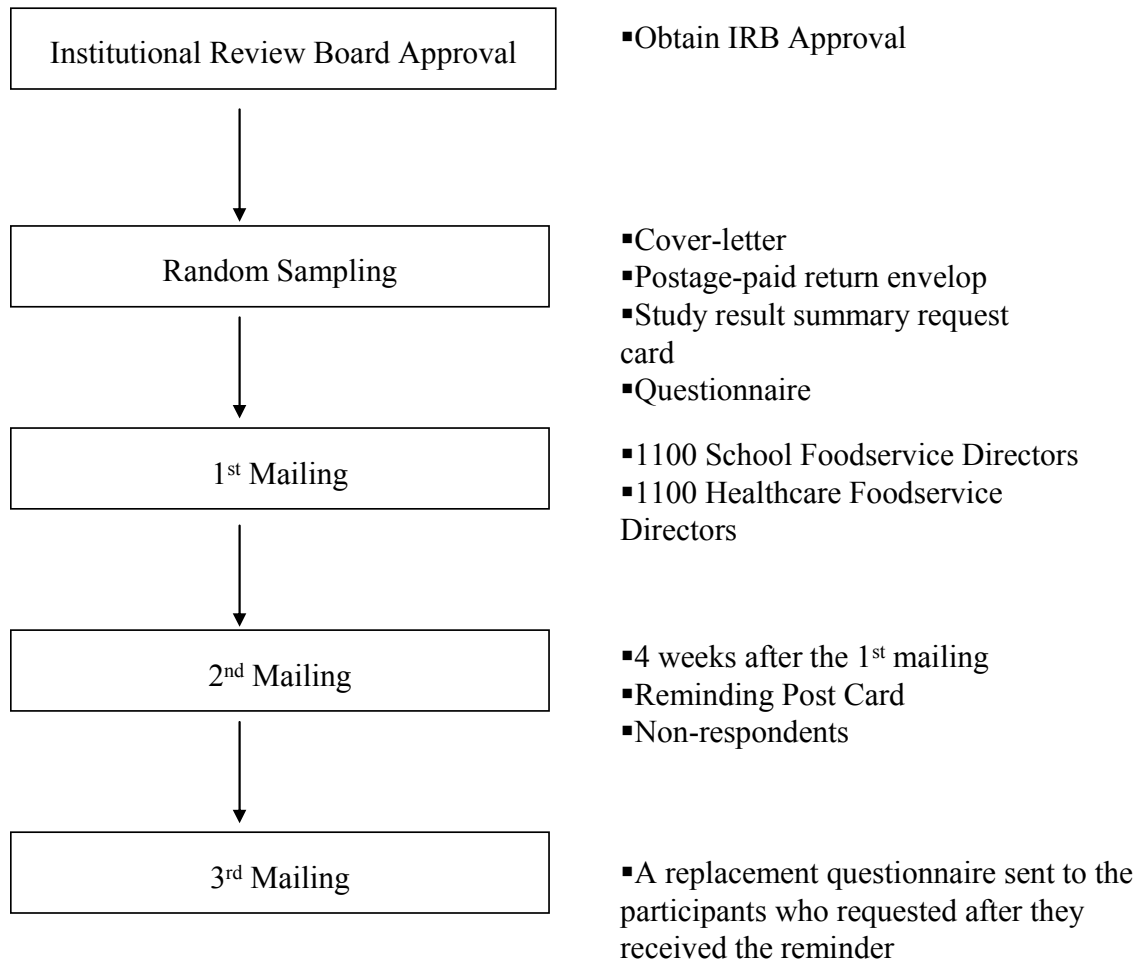 Institutional Review Board Approval
▪Obtain IRB Approval
Random Sampling
▪Cover-letter
▪Postage-paid return envelop
▪Study result summary request
card
▪Questionnaire
1st Mailing
▪1100 School Foodservice Directors
▪1100 Healthcare Foodservice
Directors
2nd Mailing
▪4 weeks after the 1st mailing
▪Reminding Post Card
▪Non-respondents
3rd Mailing
▪A replacement questionnaire sent to the
participants who requested after they
received the reminder